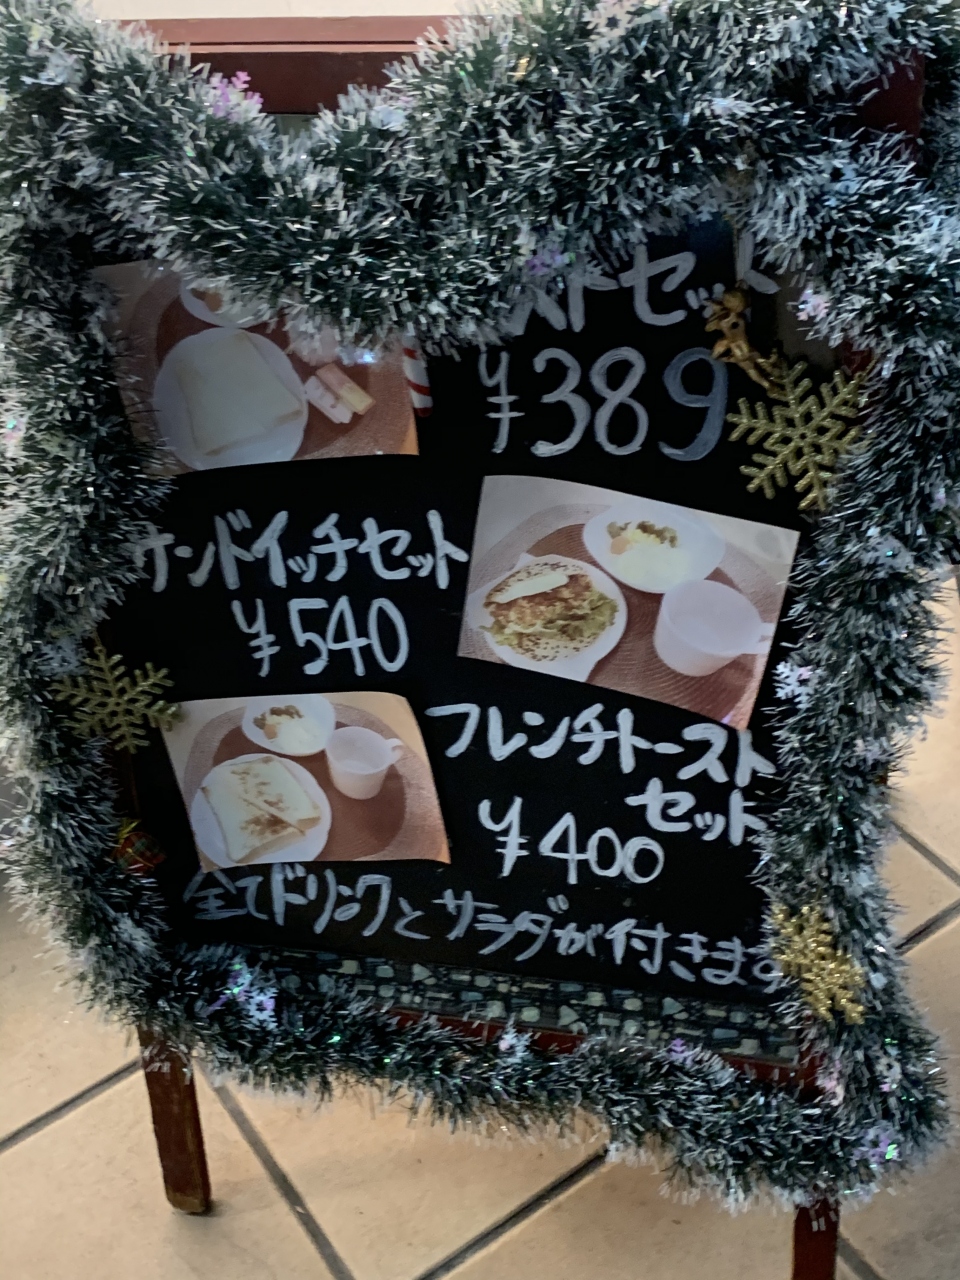 ストセット
¥389
サンドイッチセット
¥540
フレンチトースト
セット
¥400
全てドリンクとサラダが付きます